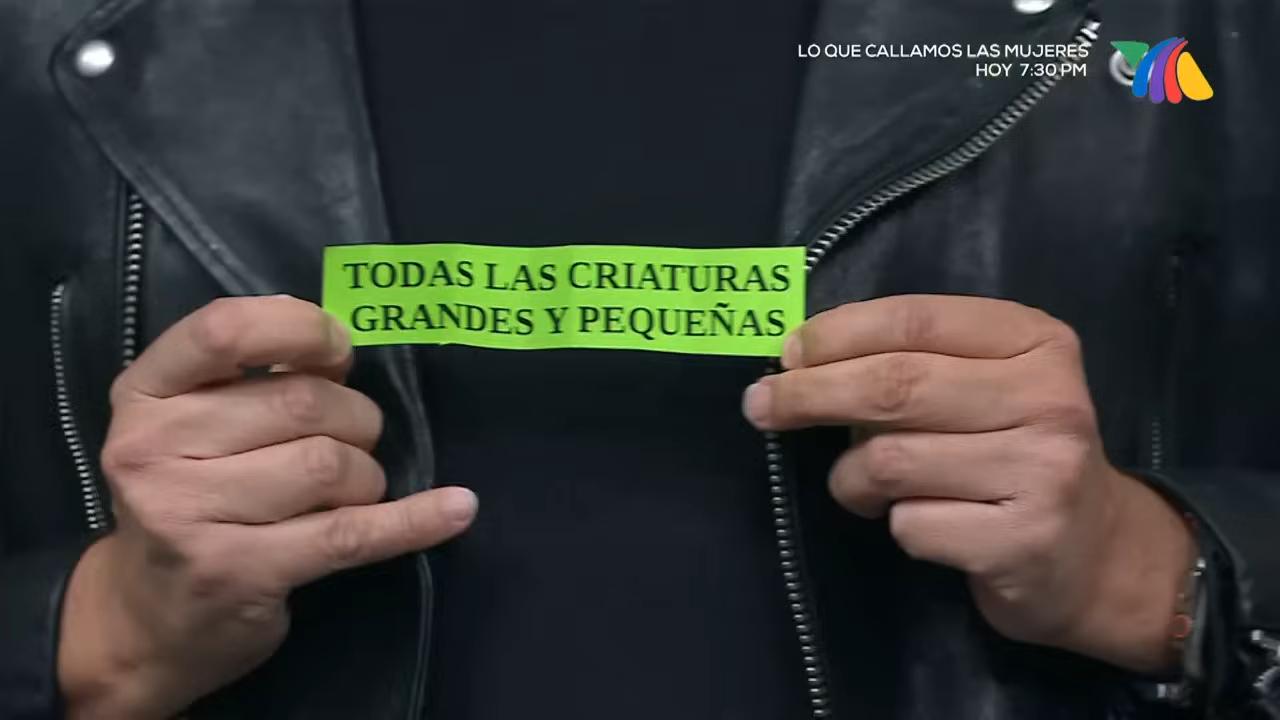 LO QUE CALLAMOS LAS MUJERES
HOY 7:30 PM
TODAS LAS CRIATURAS
GRANDES Y PEQUEÑAS